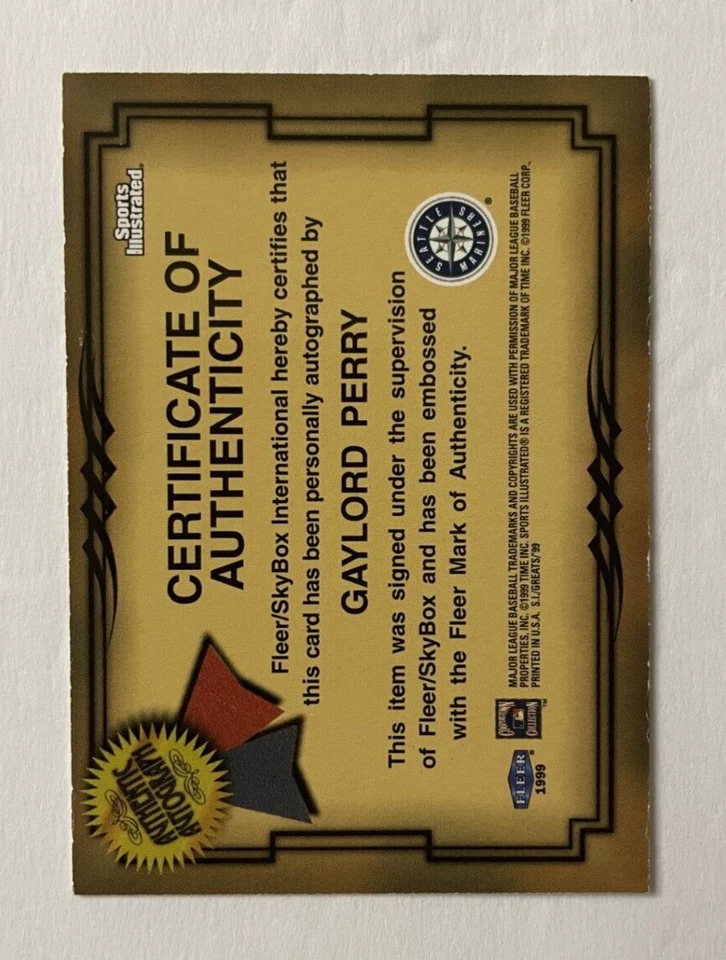 Sports
Illustrated®
CERTIFICATE OF
AUTHENTICITY
Fleer/SkyBox International hereby certifies that
this card has been personally autographed by
GAYLORD PERRY
This item was signed under the supervision
of Fleer/SkyBox and has been embossed
with the Fleer Mark of Authenticity.
AUTHENTIC
AUTOGRAPH
SEATTLE
MARINERS
®
FLEER®
1999
COOPERSTOWN
COLLECTION
™
MAJOR LEAGUE BASEBALL TRADEMARKS AND COPYRIGHTS ARE USED WITH PERMISSION OF MAJOR LEAGUE BASEBALL
PROPERTIES, INC. ©1999 TIME INC. SPORTS ILLUSTRATED® IS A REGISTERED TRADEMARK OF TIME INC. ©1999 FLEER CORP.
PRINTED IN U.S.A. S.I./GREATS/'99